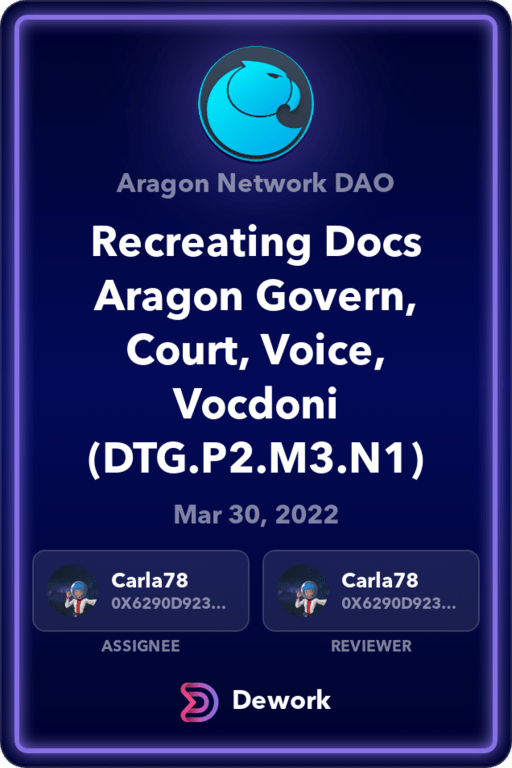 Aragon Network DAO
Recreating Docs
Aragon Govern,
Court, Voice,
Vocdoni
(DTG.P2.M3.N1)
Mar 30, 2022
Carla78
0X6290D923...
ASSIGNEE
Carla78
0X6290D923...
REVIEWER
Dework